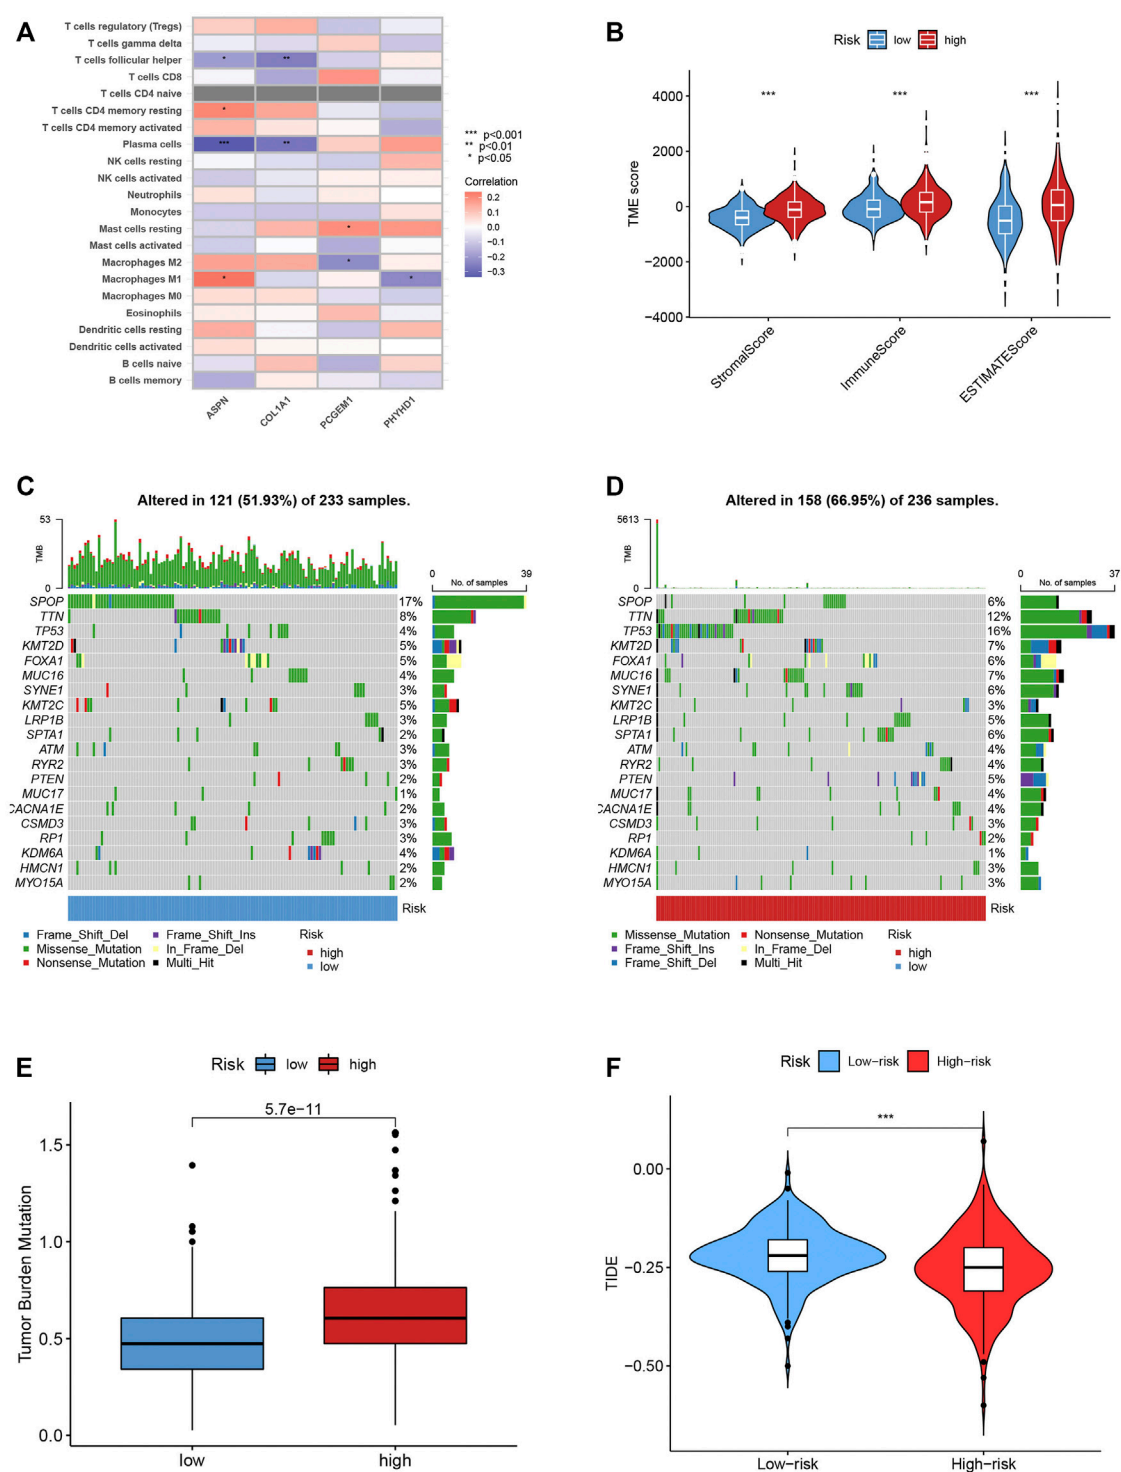 A
T cells regulatory (Tregs)
T cells gamma delta
T cells follicular helper
T cells CD8
T cells CD4 naive
T cells CD4 memory resting
T cells CD4 memory activated
Plasma cells
NK cells resting
NK cells activated
Neutrophils
Monocytes
Mast cells resting
Mast cells activated
Macrophages M2
Macrophages M1
Macrophages M0
Eosinophils
Dendritic cells resting
Dendritic cells activated
B cells naive
B cells memory
* **
*
*** **
*
*
* *
ASPN COL1A1 PCGEM1 PHYHD1
*** p<0.001
** p<0.01
* p<0.05
Correlation
0.2
0.1
0.0
−0.1
−0.2
−0.3
B
Risk low high
TME score
4000
2000
0
−2000
−4000
*** *** ***
StromalScore ImmuneScore ESTIMATEScore
C
Altered in 121 (51.93%) of 233 samples.
53
TMB
0
0 39
No. of samples
SPOP 17%
TTN 8%
TP53 4%
KMT2D 5%
FOXA1 5%
MUC16 4%
SYNE1 3%
KMT2C 5%
LRP1B 3%
SPTA1 2%
ATM 3%
RYR2 3%
PTEN 2%
MUC17 1%
CACNA1E 2%
CSMD3 3%
RP1 3%
KDM6A 4%
HMCN1 2%
MYO15A 2%
Risk
Frame_Shift_Del Frame_Shift_Ins Risk
Missense_Mutation In_Frame_Del high
Nonsense_Mutation Multi_Hit low
D
Altered in 158 (66.95%) of 236 samples.
5613
TMB
0
0 37
No. of samples
SPOP 6%
TTN 12%
TP53 16%
KMT2D 7%
FOXA1 6%
MUC16 7%
SYNE1 6%
KMT2C 3%
LRP1B 5%
SPTA1 6%
ATM 4%
RYR2 4%
PTEN 5%
MUC17 4%
CACNA1E 4%
CSMD3 3%
RP1 2%
KDM6A 1%
HMCN1 3%
MYO15A 3%
Risk
Missense_Mutation Nonsense_Mutation Risk
Frame_Shift_Ins In_Frame_Del high
Frame_Shift_Del Multi_Hit low
E
Risk low high
5.7e−11
Tumor Burden Mutation
1.5
1.0
0.5
0.0
low high
F
Risk Low−risk High−risk
***
TIDE
0.00
−0.25
−0.50
Low−risk High−risk